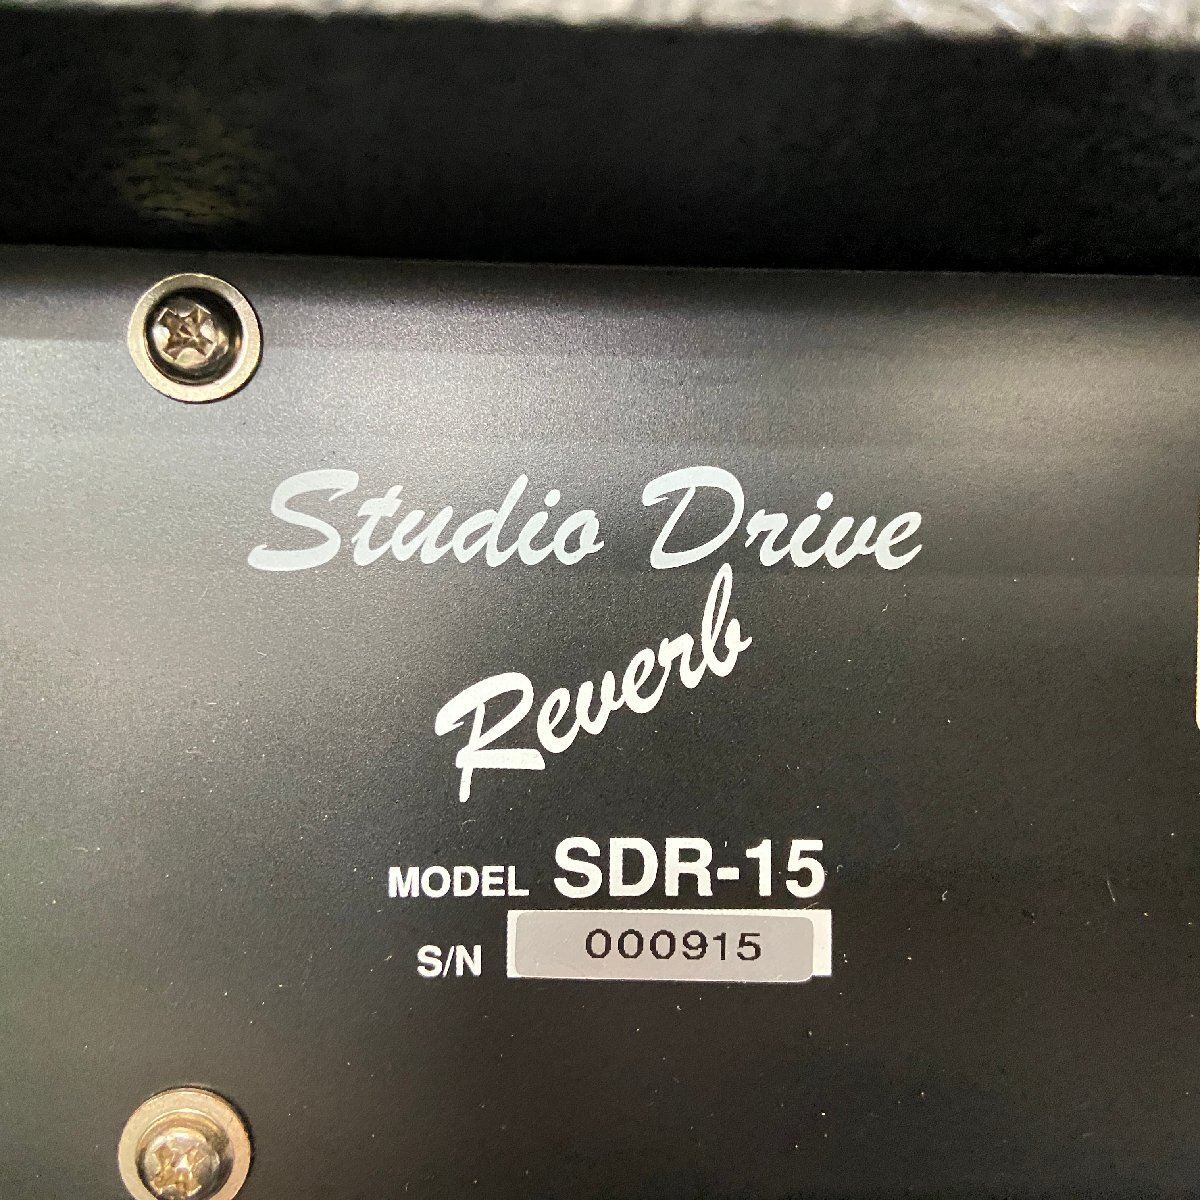 Studio Drive
Reverb
MODEL SDR-15
S/N 000915